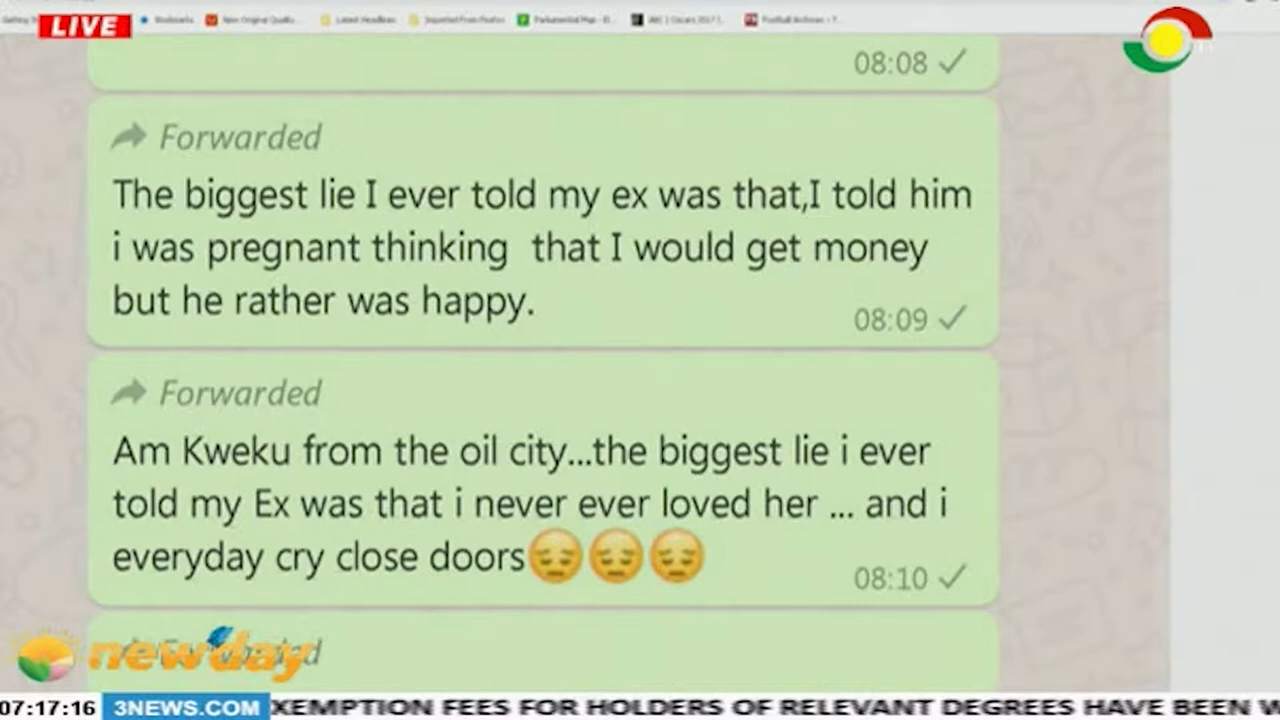 Bookmarks
LIVE
08:08
Forwarded
The biggest lie I ever told my ex was that,I told him
i was pregnant thinking that I would get money
but he rather was happy.
08:09
Forwarded
Am Kweku from the oil city...the biggest lie i ever
told my Ex was that i never ever loved her ... and i
everyday cry close doors😔😔😔
08:10
newday
07:17:16 3NEWS.COM XEMPTION FEES FOR HOLDERS OF RELEVANT DEGREES HAVE BEEN W